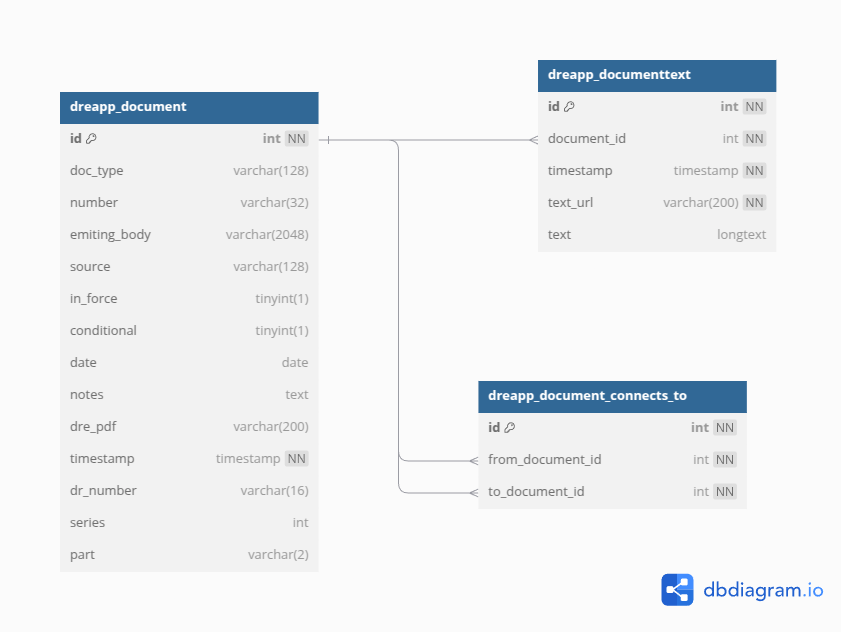 dreapp_document
id int NN
doc_type varchar(128)
number varchar(32)
emiting_body varchar(2048)
source varchar(128)
in_force tinyint(1)
conditional tinyint(1)
date date
notes text
dre_pdf varchar(200)
timestamp timestamp NN
dr_number varchar(16)
series int
part varchar(2)
dreapp_documenttext
id int NN
document_id int NN
timestamp timestamp NN
text_url varchar(200) NN
text longtext
dreapp_document_connects_to
id int NN
from_document_id int NN
to_document_id int NN
dbdiagram.io